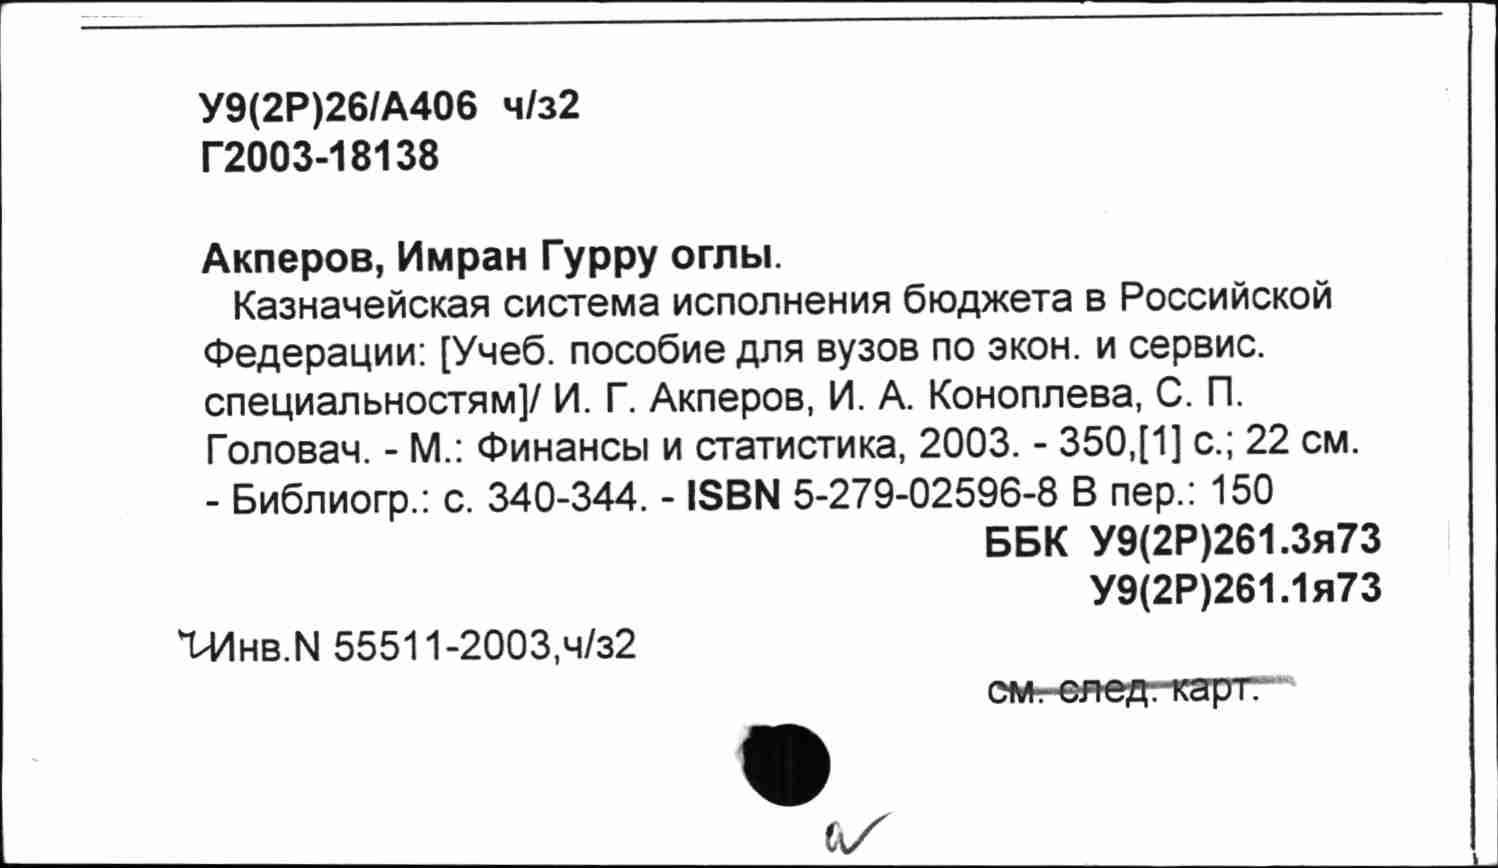 У9(2Р)26/А406 ч/з2
Г2003-18138
Акперов, Имран Гурру оглы.
Казначейская система исполнения бюджета в Российской
Федерации: [Учеб. пособие для вузов по экон. и сервис.
специальностям]/ И. Г. Акперов, И. А. Коноплева, С. П.
Головач. - М.: Финансы и статистика, 2003. - 350,[1] с.; 22 см.
- Библиогр.: с. 340-344. - ISBN 5-279-02596-8 В пер.: 150
ББК У9(2Р)261.3я73
У9(2Р)261.1я73
Инв.N 55511-2003,ч/з2
см. след. карт.